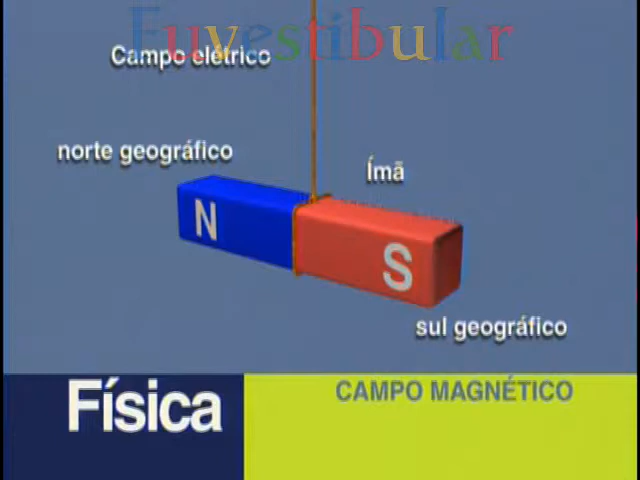 Fuvestibular
Campo elétrico
norte geográfico
Ímã
N
S
sul geográfico
Física
CAMPO MAGNÉTICO